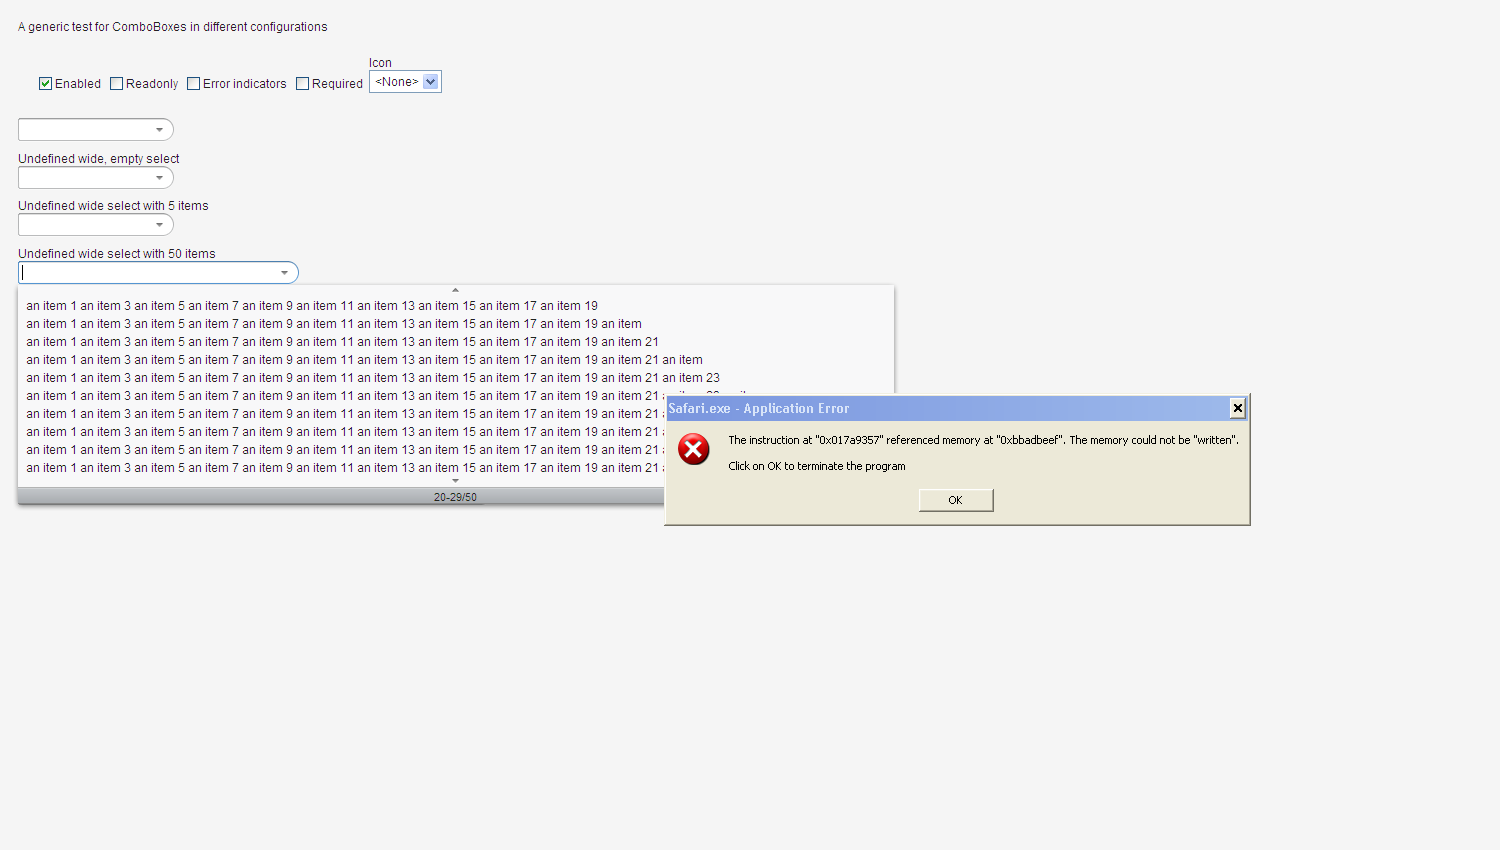 A generic test for ComboBoxes in different configurations
Icon
Enabled Readonly Error indicators Required <None>
Undefined wide, empty select
Undefined wide select with 5 items
Undefined wide select with 50 items
an item 1 an item 3 an item 5 an item 7 an item 9 an item 11 an item 13 an item 15 an item 17 an item 19
an item 1 an item 3 an item 5 an item 7 an item 9 an item 11 an item 13 an item 15 an item 17 an item 19 an item
an item 1 an item 3 an item 5 an item 7 an item 9 an item 11 an item 13 an item 15 an item 17 an item 19 an item 21
an item 1 an item 3 an item 5 an item 7 an item 9 an item 11 an item 13 an item 15 an item 17 an item 19 an item 21 an item
an item 1 an item 3 an item 5 an item 7 an item 9 an item 11 an item 13 an item 15 an item 17 an item 19 an item 21 an item 23
an item 1 an item 3 an item 5 an item 7 an item 9 an item 11 an item 13 an item 15 an item 17 an item 19 an item 21
an item 1 an item 3 an item 5 an item 7 an item 9 an item 11 an item 13 an item 15 an item 17 an item 19 an item 21
an item 1 an item 3 an item 5 an item 7 an item 9 an item 11 an item 13 an item 15 an item 17 an item 19 an item 21
an item 1 an item 3 an item 5 an item 7 an item 9 an item 11 an item 13 an item 15 an item 17 an item 19 an item 21
an item 1 an item 3 an item 5 an item 7 an item 9 an item 11 an item 13 an item 15 an item 17 an item 19 an item 21
20-29/50
Safari.exe - Application Error
The instruction at "0x017a9357" referenced memory at "0xbbadbeef". The memory could not be "written".
Click on OK to terminate the program
OK